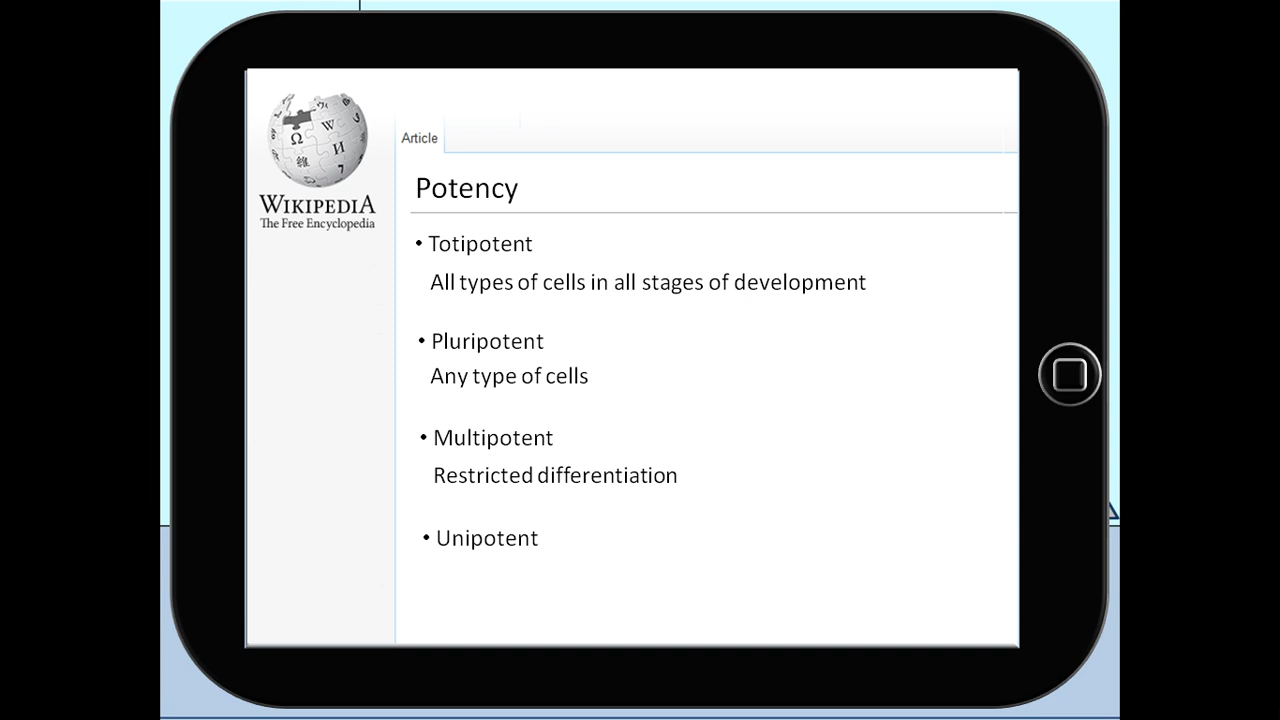 WIKIPEDIA
The Free Encyclopedia
Article
Potency
• Totipotent
All types of cells in all stages of development
• Pluripotent
Any type of cells
• Multipotent
Restricted differentiation
• Unipotent